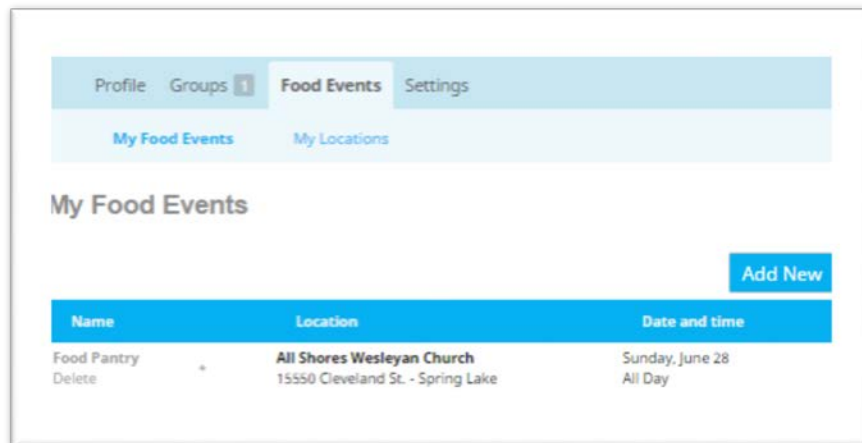 Profile Groups 1 Food Events Settings
My Food Events My Locations
My Food Events
Add New
Name Location Date and time
Food Pantry * All Shores Wesleyan Church Sunday, June 28
Delete 15550 Cleveland St. - Spring Lake All Day